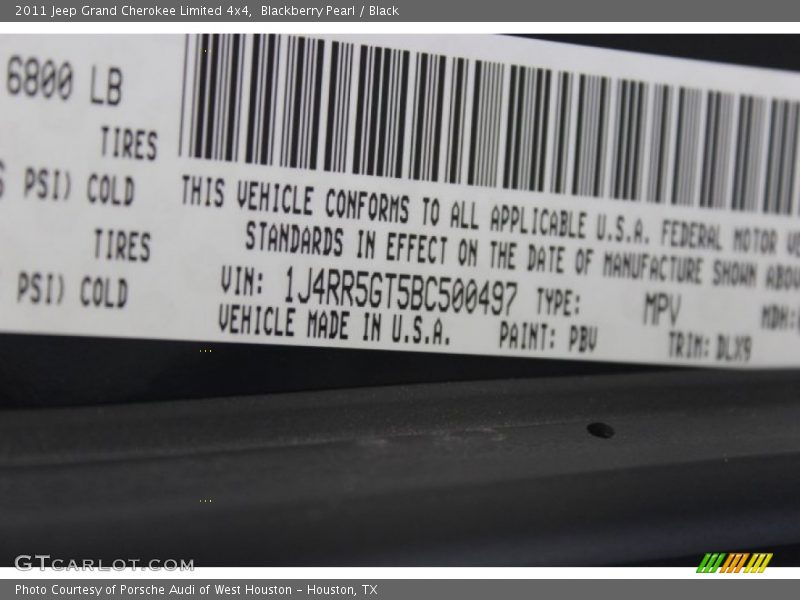 2011 Jeep Grand Cherokee Limited 4x4, Blackberry Pearl / Black
6800 LB
TIRES
PSI) COLD
TIRES
PSI) COLD
THIS VEHICLE CONFORMS TO ALL APPLICABLE U.S.A. FEDERAL MOTOR
STANDARDS IN EFFECT ON THE DATE OF MANUFACTURE SHOWN ABOV
VIN: 1J4RR5GT5BC500497 TYPE: MPV MDH:
VEHICLE MADE IN U.S.A. PAINT: PBV TRIM: DLX9
GTCARLOT.COM
Photo Courtesy of Porsche Audi of West Houston – Houston, TX